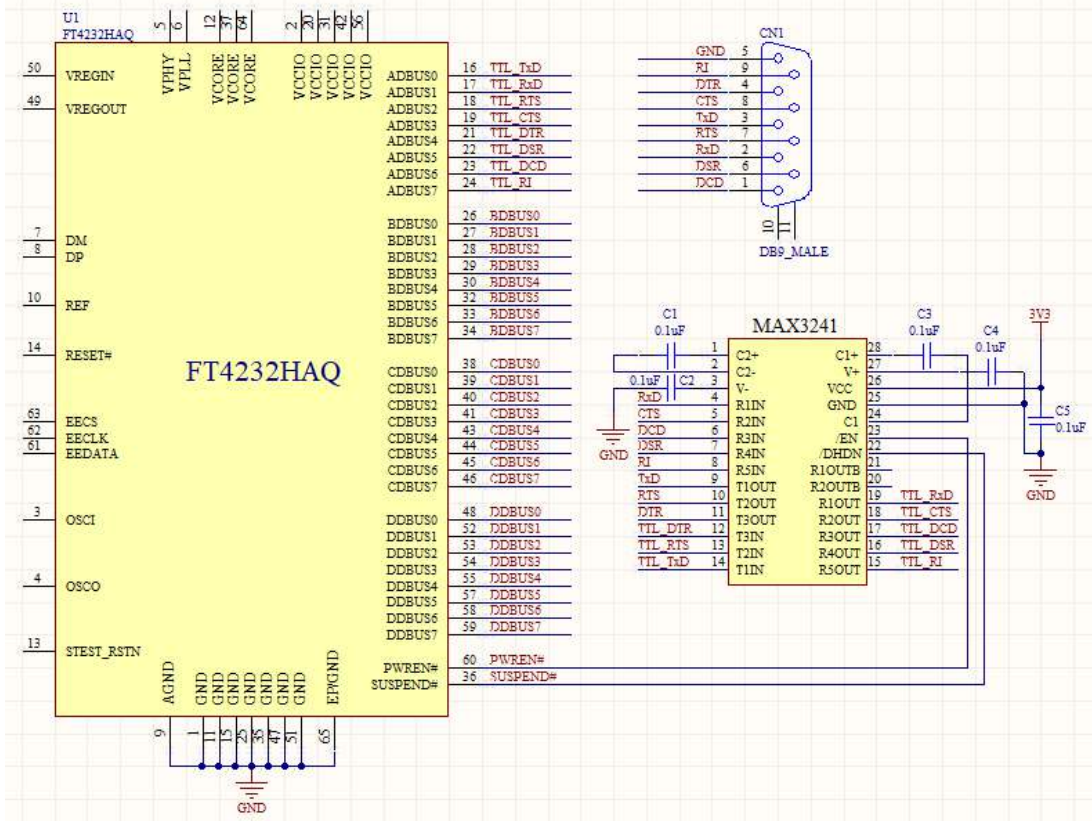 U1
FT4232HAQ
5
6
12
37
64
2
20
31
42
56
VPHY
VPLL
VCORE
VCORE
VCORE
VCCIO
VCCIO
VCCIO
VCCIO
VCCIO
50 VREGIN
49 VREGOUT
7 DM
8 DP
10 REF
14 RESET#
63 EECS
62 EECLK
61 EEDATA
3 OSCI
4 OSCO
13 STEST_RSTN
FT4232HAQ
ADBUS0 16 TTL_TxD
ADBUS1 17 TTL_RxD
ADBUS2 18 TTL_RTS
ADBUS3 19 TTL_CTS
ADBUS4 21 TTL_DTR
ADBUS5 22 TTL_DSR
ADBUS6 23 TTL_DCD
ADBUS7 24 TTL_RI
BDBUS0 26 BDBUS0
BDBUS1 27 BDBUS1
BDBUS2 28 BDBUS2
BDBUS3 29 BDBUS3
BDBUS4 30 BDBUS4
BDBUS5 32 BDBUS5
BDBUS6 33 BDBUS6
BDBUS7 34 BDBUS7
CDBUS0 38 CDBUS0
CDBUS1 39 CDBUS1
CDBUS2 40 CDBUS2
CDBUS3 41 CDBUS3
CDBUS4 43 CDBUS4
CDBUS5 44 CDBUS5
CDBUS6 45 CDBUS6
CDBUS7 46 CDBUS7
DDBUS0 48 DDBUS0
DDBUS1 52 DDBUS1
DDBUS2 53 DDBUS2
DDBUS3 54 DDBUS3
DDBUS4 55 DDBUS4
DDBUS5 57 DDBUS5
DDBUS6 58 DDBUS6
DDBUS7 59 DDBUS7
PWREN# 60 PWREN#
SUSPEND# 36 SUSPEND#
AGND
GND
GND
GND
GND
GND
GND
GND
EP/GND
9
1
11
15
25
35
47
51
65
GND
CN1
GND 5
RI 9
DTR 4
CTS 8
TxD 3
RTS 7
RxD 2
DSR 6
DCD 1
10
11
DB9_MALE
MAX3241
C1
0.1uF
0.1uF C2
GND
C3
0.1uF
C4
0.1uF
3V3
C5
0.1uF
GND
1 C2+
2 C2-
3 V-
RxD 4 R1IN
CTS 5 R2IN
DCD 6 R3IN
DSR 7 R4IN
RI 8 R5IN
TxD 9 T1OUT
RTS 10 T2OUT
DTR 11 T3OUT
TTL_DTR 12 T3IN
TTL_RTS 13 T2IN
TTL_TxD 14 T1IN
C1+ 28
V+ 27
VCC 26
GND 25
C1 24
/EN 23
/DHDN 22
R1OUTB 21
R2OUTB 20
R1OUT 19 TTL_RxD
R2OUT 18 TTL_CTS
R3OUT 17 TTL_DCD
R4OUT 16 TTL_DSR
R5OUT 15 TTL_RI